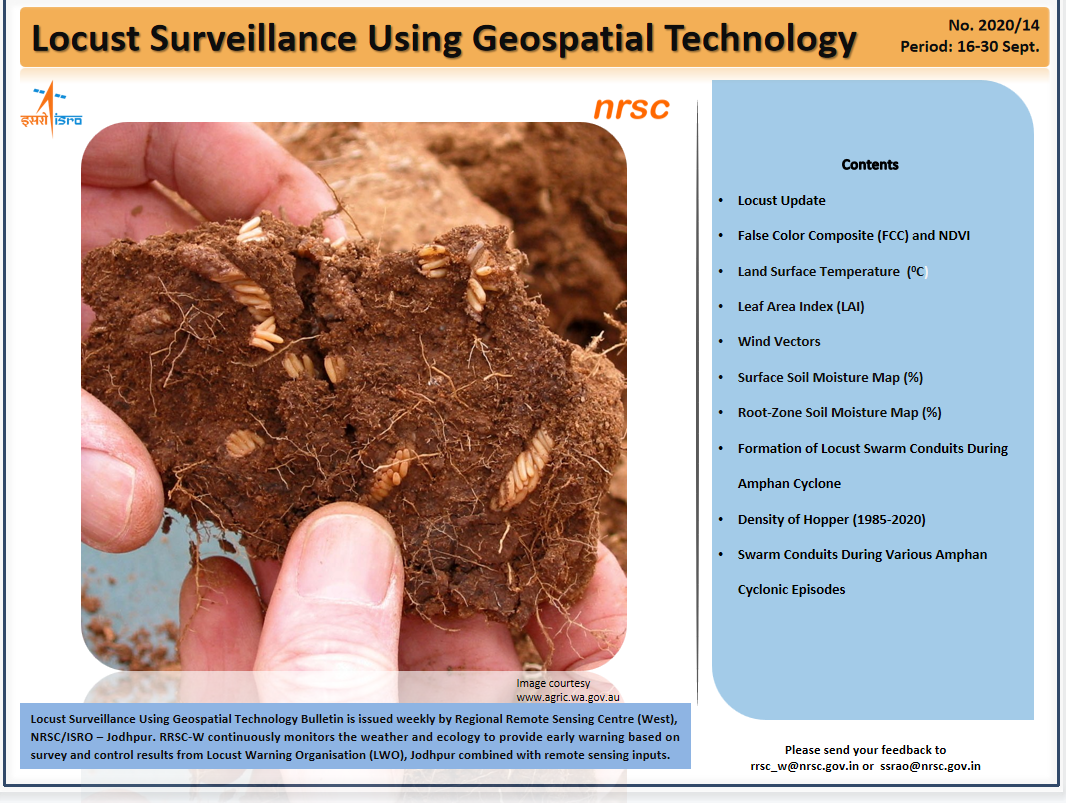 Locust Surveillance Using Geospatial Technology
No. 2020/14
Period: 16-30 Sept.
इसरो isro
nrsc
Contents
• Locust Update
• False Color Composite (FCC) and NDVI
• Land Surface Temperature (⁰C)
• Leaf Area Index (LAI)
• Wind Vectors
• Surface Soil Moisture Map (%)
• Root-Zone Soil Moisture Map (%)
• Formation of Locust Swarm Conduits During
Amphan Cyclone
• Density of Hopper (1985-2020)
• Swarm Conduits During Various Amphan
Cyclonic Episodes
Image courtesy
www.agric.wa.gov.au
Locust Surveillance Using Geospatial Technology Bulletin is issued weekly by Regional Remote Sensing Centre (West),
NRSC/ISRO – Jodhpur. RRSC-W continuously monitors the weather and ecology to provide early warning based on
survey and control results from Locust Warning Organisation (LWO), Jodhpur combined with remote sensing inputs.
Please send your feedback to
rrsc_w@nrsc.gov.in or ssrao@nrsc.gov.in